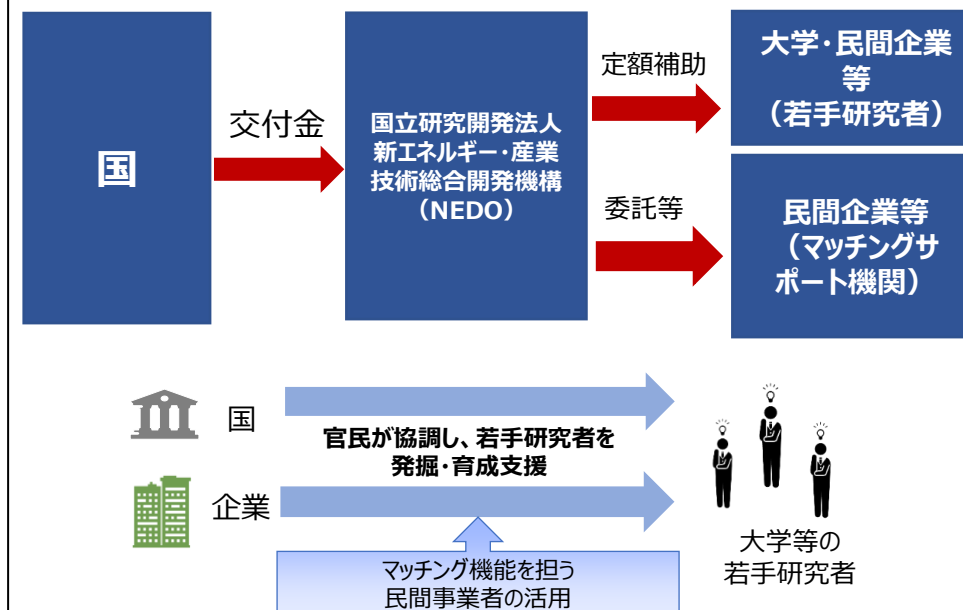 国
交付金
国立研究開発法人
新エネルギー・産業
技術総合開発機構
（NEDO）
定額補助
大学・民間企業
等
（若手研究者）
委託等
民間企業等
（マッチングサ
ポート機関）
国
官民が協調し、若手研究者を
発掘・育成支援
企業
マッチング機能を担う
民間事業者の活用
大学等の
若手研究者